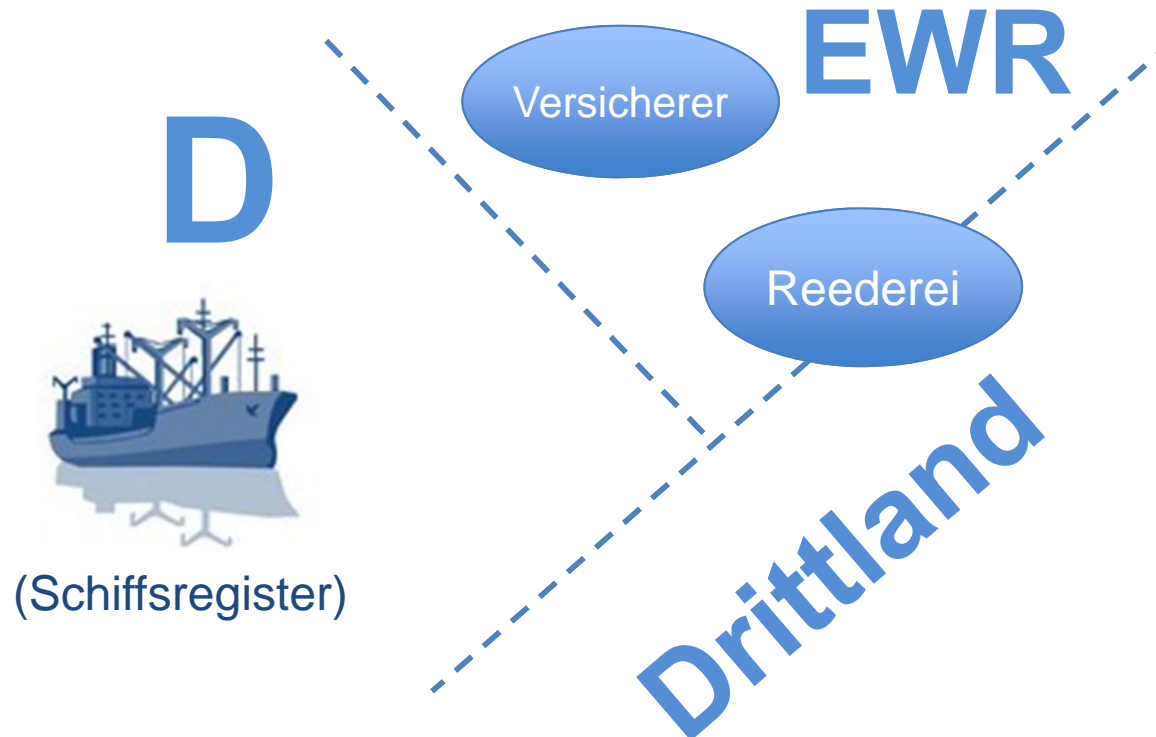 EWR
Versicherer
D
Reederei
Drittland
(Schiffsregister)